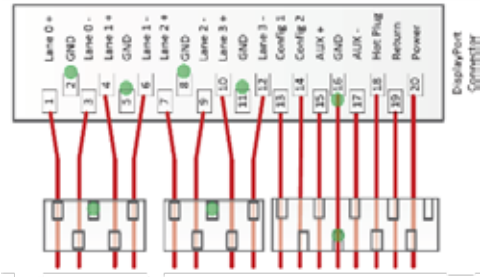 Lane 0 +
GND
Lane 0 -
Lane 1 +
GND
Lane 1 -
Lane 2 +
GND
Lane 2 -
Lane 3 +
GND
Lane 3 -
Config 1
Config 2
AUX +
GND
AUX -
Hot Plug
Return
Power
1
2
3
4
5
6
7
8
9
10
11
12
13
14
15
16
17
18
19
20
DisplayPort
Connector